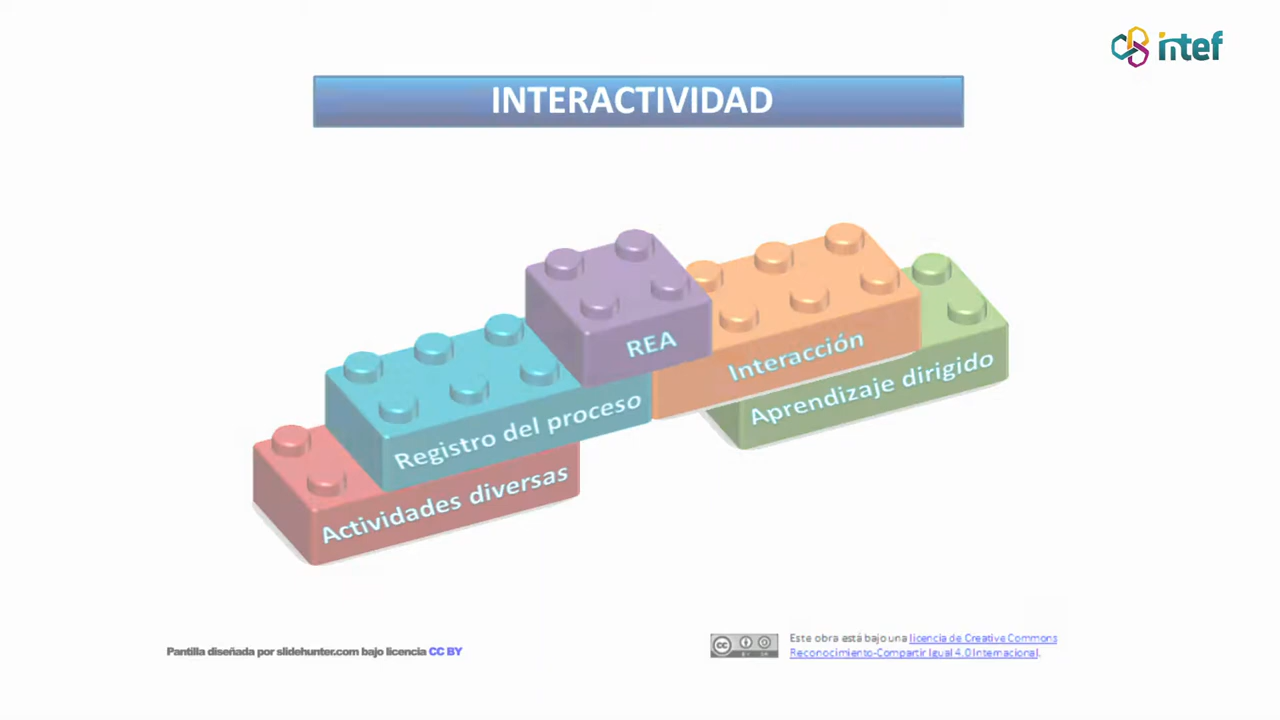 intef
INTERACTIVIDAD
REA
Interacción
Aprendizaje dirigido
Registro del proceso
Actividades diversas
Pantilla diseñada por slidehunter.com bajo licencia CC BY
Este obra está bajo una licencia de Creative Commons
Reconocimiento-Compartir Igual 4.0 Internacional.